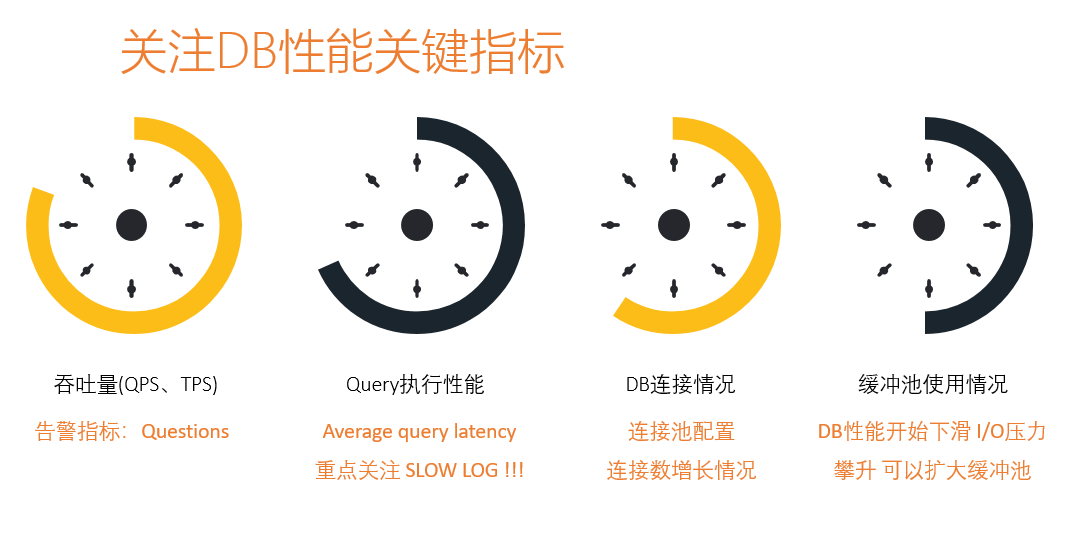 关注DB性能关键指标
吞吐量(QPS、TPS)
告警指标：Questions
Query执行性能
Average query latency
重点关注 SLOW LOG !!!
DB连接情况
连接池配置
连接数增长情况
缓冲池使用情况
DB性能开始下滑 I/O压力
攀升 可以扩大缓冲池